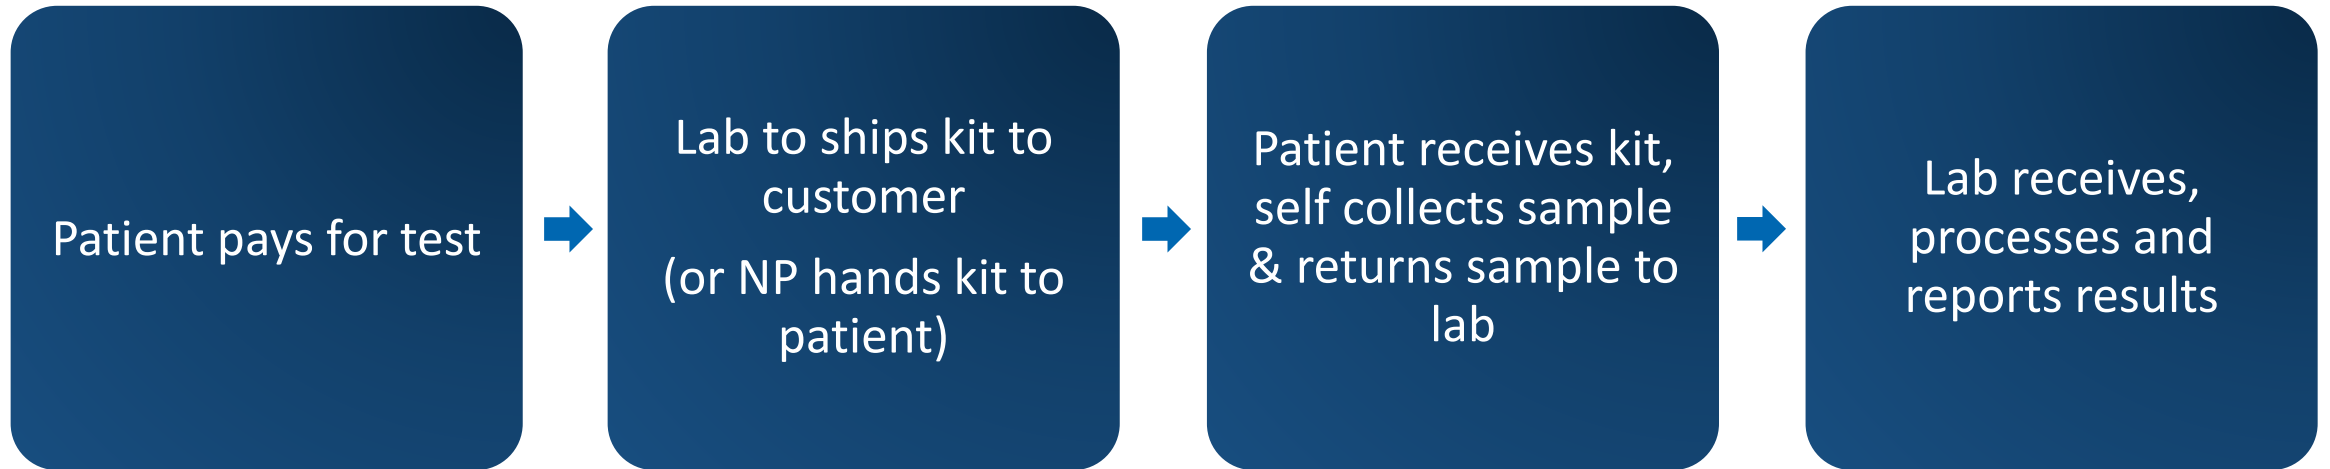 Patient pays for test
Lab to ships kit to
customer
(or NP hands kit to
patient)
Patient receives kit,
self collects sample
& returns sample to
lab
Lab receives,
processes and
reports results